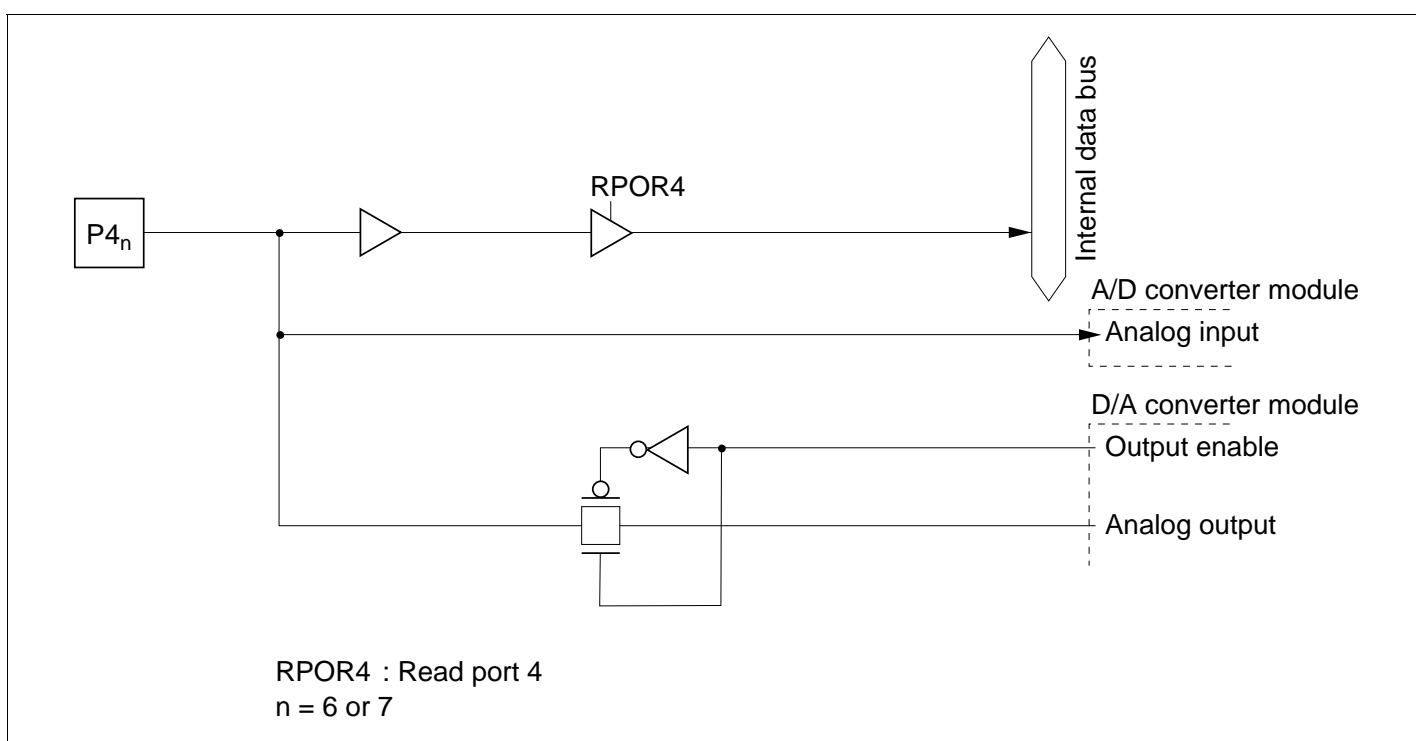 Internal data bus
RPOR4
P4n
A/D converter module
Analog input
D/A converter module
Output enable
Analog output
RPOR4 : Read port 4
n = 6 or 7